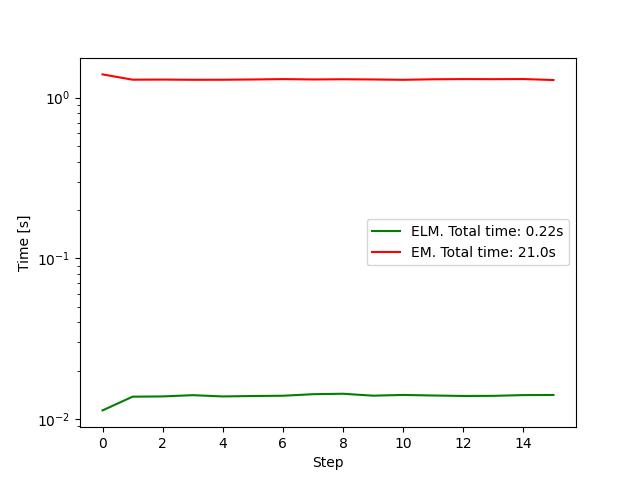 10⁰
10⁻¹
10⁻²
Time [s]
ELM. Total time: 0.22s
EM. Total time: 21.0s
0 2 4 6 8 10 12 14
Step